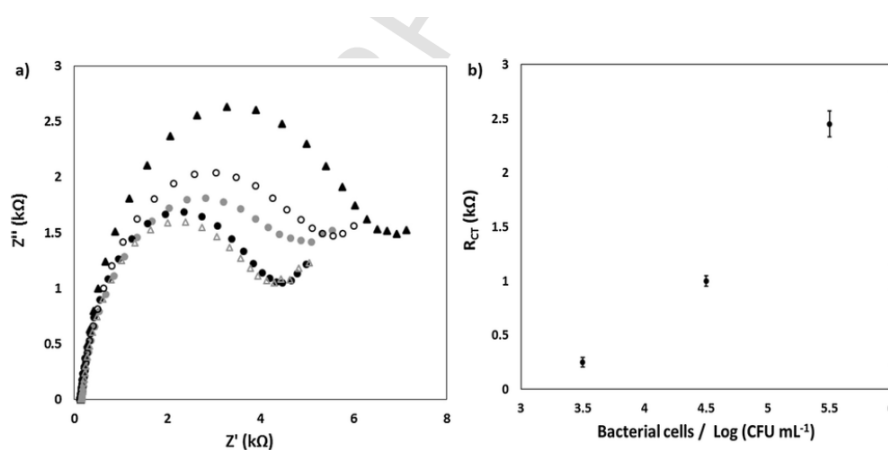 a)
3
2.5
2
1.5
1
0.5
0
0 2 4 6 8
Z'' (kΩ)
Z' (kΩ)
b)
3
2.5
2
1.5
1
0.5
0
3 3.5 4 4.5 5 5.5
R_CT (kΩ)
Bacterial cells / Log (CFU mL⁻¹)